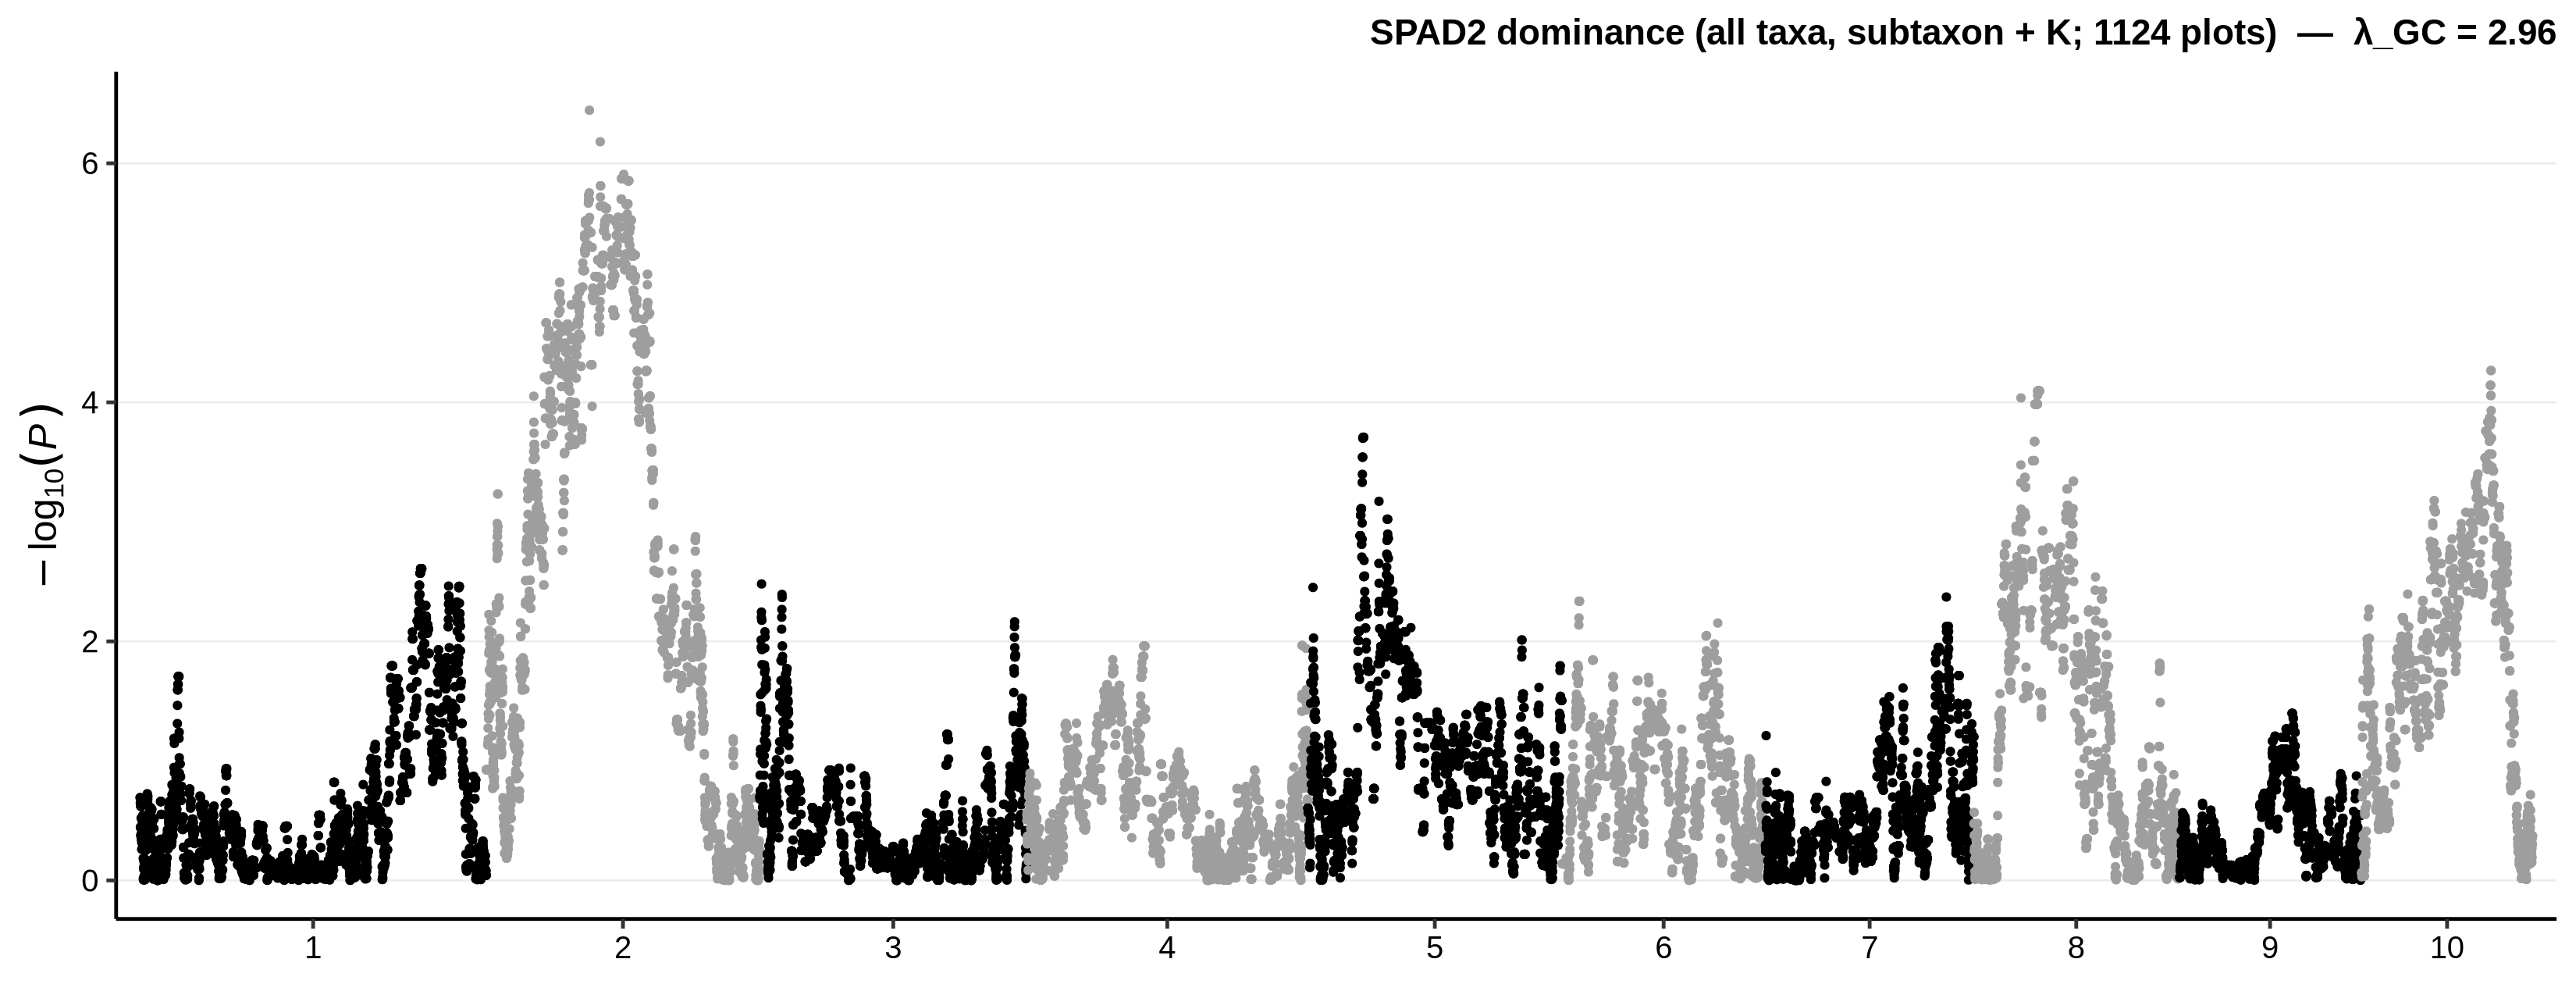 SPAD2 dominance (all taxa, subtaxon + K; 1124 plots) — λ_GC = 2.96
− log10(P)
6
4
2
0
1 2 3 4 5 6 7 8 9 10